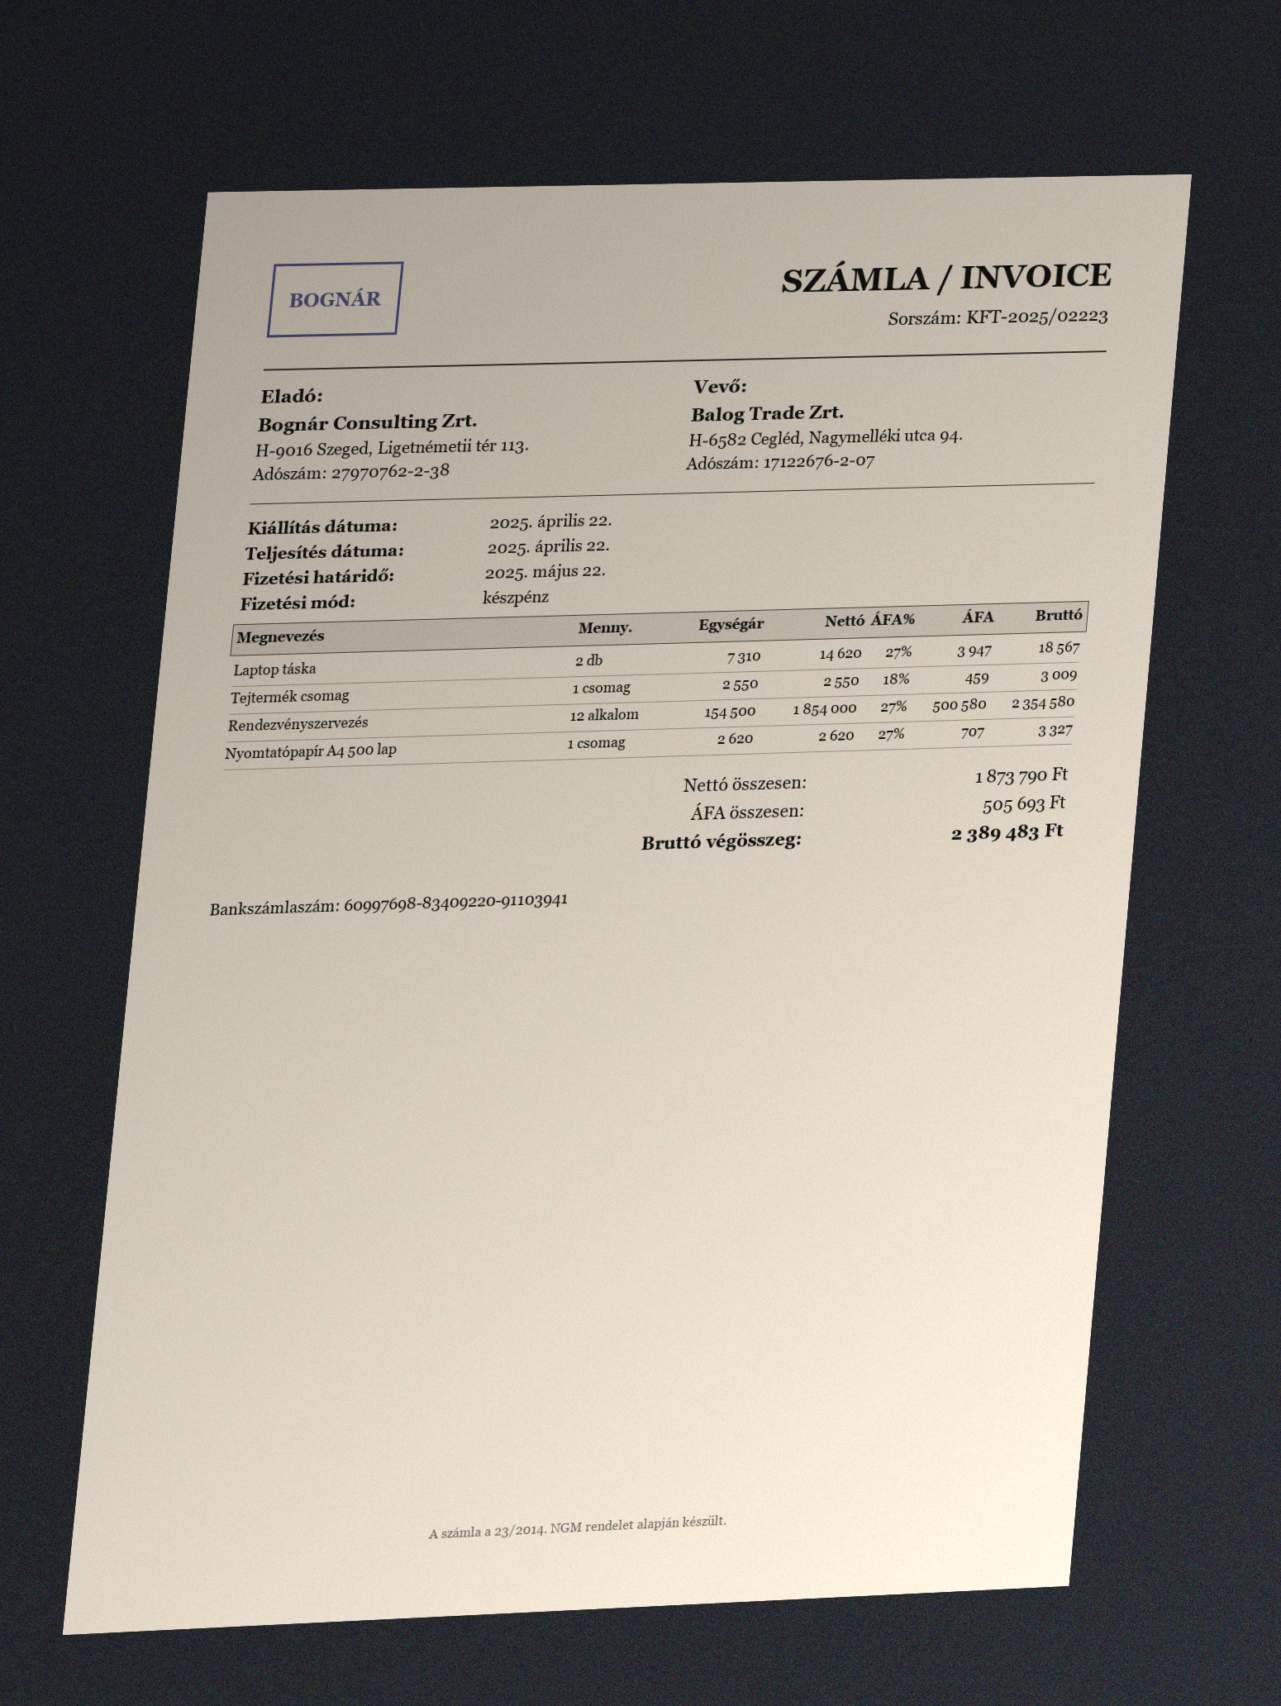 BOGNÁR
SZÁMLA / INVOICE
Sorszám: KFT-2025/02223
Eladó:
Bognár Consulting Zrt.
H-9016 Szeged, Ligetnémetii tér 113.
Adószám: 27970762-2-38
Vevő:
Balog Trade Zrt.
H-6582 Cegléd, Nagymelléki utca 94.
Adószám: 17122676-2-07
Kiállítás dátuma: 2025. április 22.
Teljesítés dátuma: 2025. április 22.
Fizetési határidő: 2025. május 22.
Fizetési mód: készpénz
Megnevezés Menny. Egységár Nettó ÁFA% ÁFA Bruttó
Laptop táska 2 db 7 310 14 620 27% 3 947 18 567
Tejtermék csomag 1 csomag 2 550 2 550 18% 459 3 009
Rendezvényszervezés 12 alkalom 154 500 1 854 000 27% 500 580 2 354 580
Nyomtatópapír A4 500 lap 1 csomag 2 620 2 620 27% 707 3 327
Nettó összesen: 1 873 790 Ft
ÁFA összesen: 505 693 Ft
Bruttó végösszeg: 2 389 483 Ft
Bankszámlaszám: 60997698-83409220-91103941
A számla a 23/2014. NGM rendelet alapján készült.